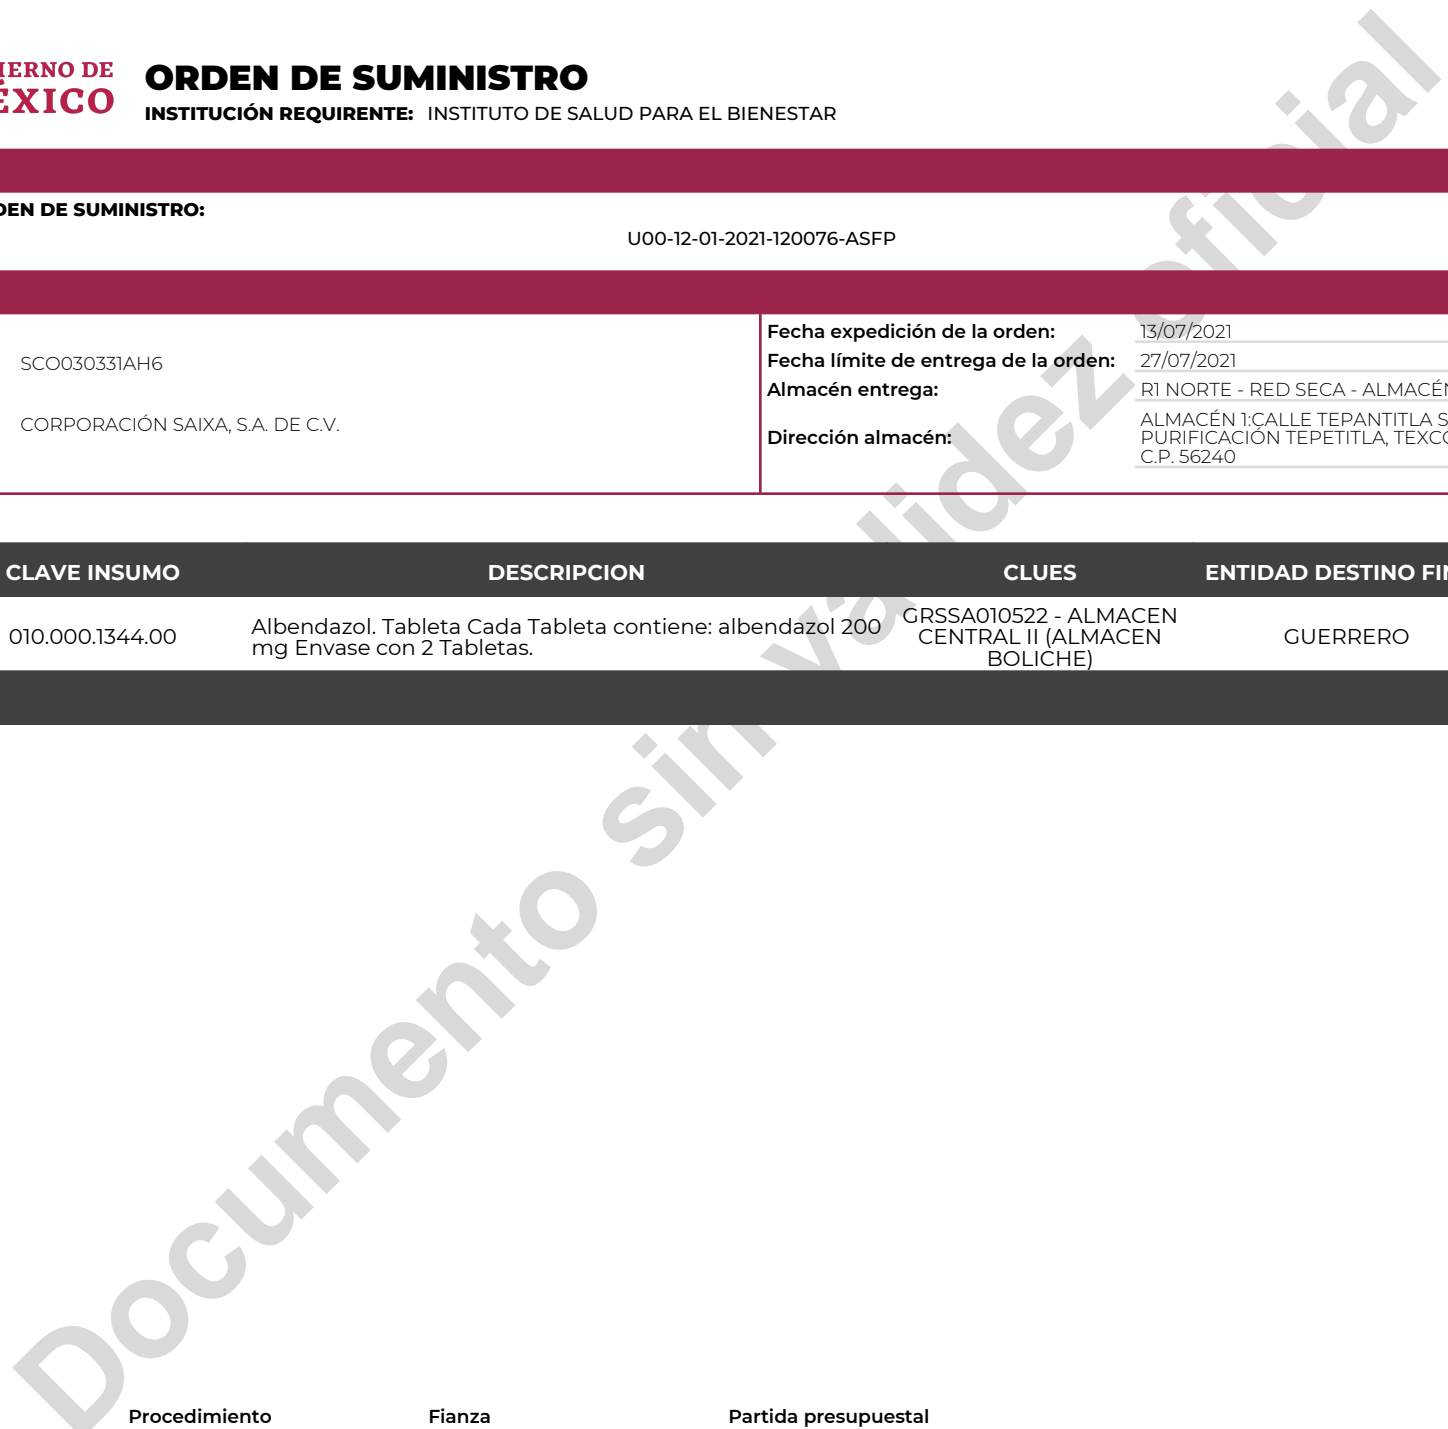 IERNO DE
ÉXICO
ORDEN DE SUMINISTRO
INSTITUCIÓN REQUIRENTE: INSTITUTO DE SALUD PARA EL BIENESTAR
DEN DE SUMINISTRO:
U00-12-01-2021-120076-ASFP
SCO030331AH6
CORPORACIÓN SAIXA, S.A. DE C.V.
Fecha expedición de la orden: 13/07/2021
Fecha límite de entrega de la orden: 27/07/2021
Almacén entrega: R1 NORTE - RED SECA - ALMACÉN
Dirección almacén:
ALMACÉN 1:CALLE TEPANTITLA S
PURIFICACIÓN TEPETITLA, TEXCO
C.P. 56240
CLAVE INSUMO DESCRIPCION CLUES ENTIDAD DESTINO FIN
010.000.1344.00
Albendazol. Tableta Cada Tableta contiene: albendazol 200
mg Envase con 2 Tabletas.
GRSSA010522 - ALMACEN
CENTRAL II (ALMACEN
BOLICHE)
GUERRERO
Documento sin validez oficial
Procedimiento Fianza Partida presupuestal